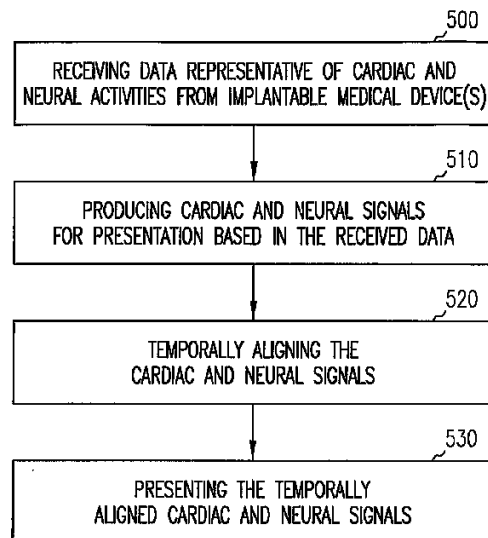 500
RECEIVING DATA REPRESENTATIVE OF CARDIAC AND
NEURAL ACTIVITIES FROM IMPLANTABLE MEDICAL DEVICE(S)
510
PRODUCING CARDIAC AND NEURAL SIGNALS
FOR PRESENTATION BASED IN THE RECEIVED DATA
520
TEMPORALLY ALIGNING THE
CARDIAC AND NEURAL SIGNALS
530
PRESENTING THE TEMPORALLY
ALIGNED CARDIAC AND NEURAL SIGNALS